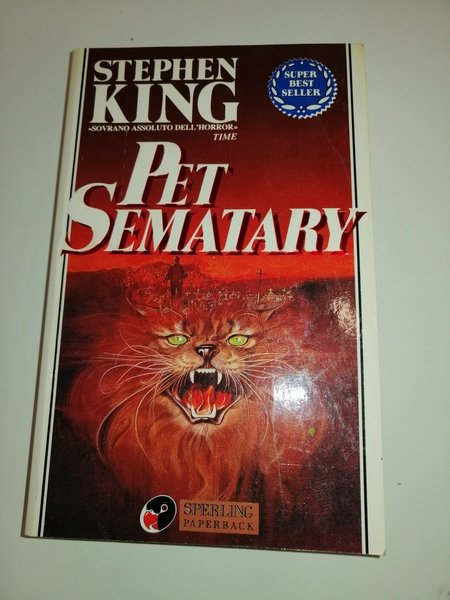 STEPHEN
KING
«SOVRANO ASSOLUTO DELL'HORROR»
TIME
SUPER
BEST
SELLER
PET
SEMATARY
SPERLING
PAPERBACK